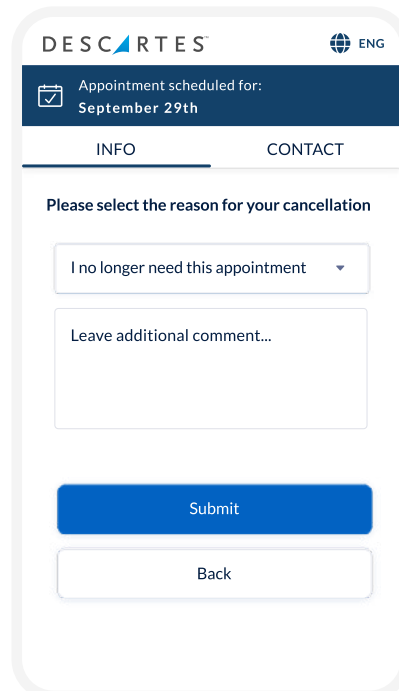 DESCARTES™
ENG
Appointment scheduled for:
September 29th
INFO
CONTACT
Please select the reason for your cancellation
I no longer need this appointment
Leave additional comment...
Submit
Back